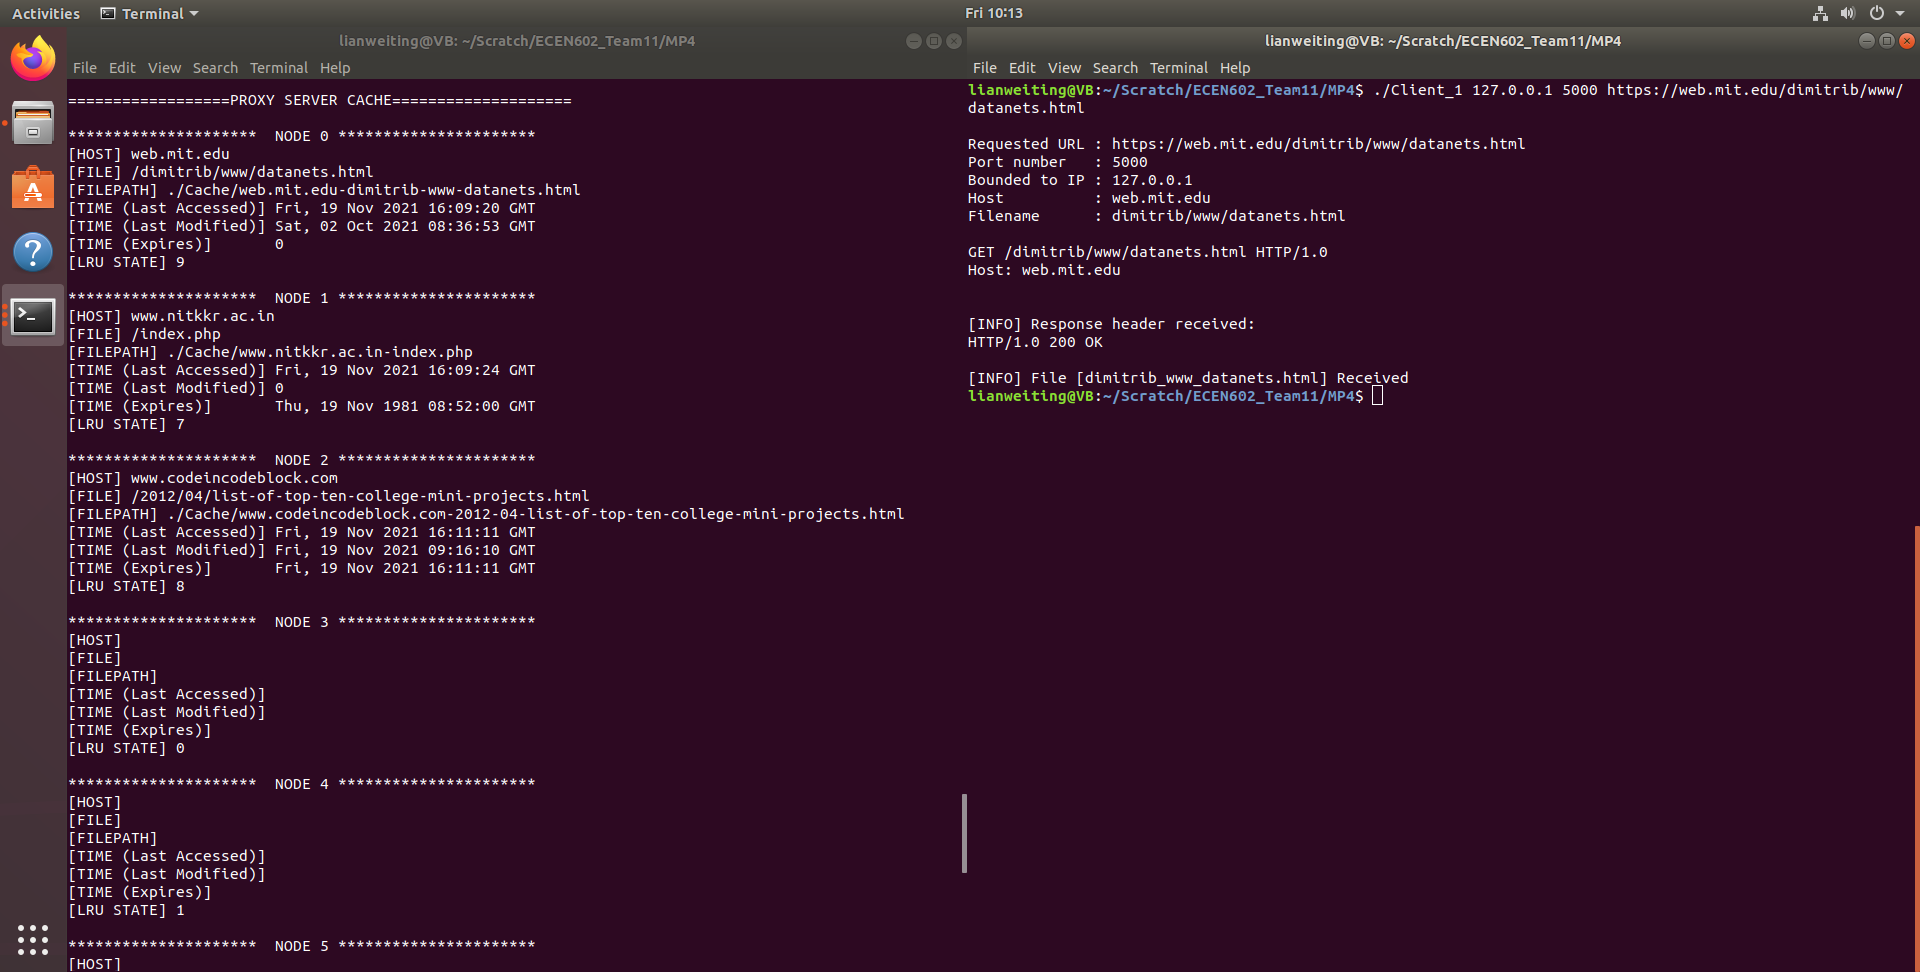 Activities Terminal Fri 10:13
lianweiting@VB: ~/Scratch/ECEN602_Team11/MP4
File Edit View Search Terminal Help
==================PROXY SERVER CACHE====================
********************* NODE 0 **********************
[HOST] web.mit.edu
[FILE] /dimitrib/www/datanets.html
[FILEPATH] ./Cache/web.mit.edu-dimitrib-www-datanets.html
[TIME (Last Accessed)] Fri, 19 Nov 2021 16:09:20 GMT
[TIME (Last Modified)] Sat, 02 Oct 2021 08:36:53 GMT
[TIME (Expires)] 0
[LRU STATE] 9
********************* NODE 1 **********************
[HOST] www.nitkkr.ac.in
[FILE] /index.php
[FILEPATH] ./Cache/www.nitkkr.ac.in-index.php
[TIME (Last Accessed)] Fri, 19 Nov 2021 16:09:24 GMT
[TIME (Last Modified)] 0
[TIME (Expires)] Thu, 19 Nov 1981 08:52:00 GMT
[LRU STATE] 7
********************* NODE 2 **********************
[HOST] www.codeincodeblock.com
[FILE] /2012/04/list-of-top-ten-college-mini-projects.html
[FILEPATH] ./Cache/www.codeincodeblock.com-2012-04-list-of-top-ten-college-mini-projects.html
[TIME (Last Accessed)] Fri, 19 Nov 2021 16:11:11 GMT
[TIME (Last Modified)] Fri, 19 Nov 2021 09:16:10 GMT
[TIME (Expires)] Fri, 19 Nov 2021 16:11:11 GMT
[LRU STATE] 8
********************* NODE 3 **********************
[HOST]
[FILE]
[FILEPATH]
[TIME (Last Accessed)]
[TIME (Last Modified)]
[TIME (Expires)]
[LRU STATE] 0
********************* NODE 4 **********************
[HOST]
[FILE]
[FILEPATH]
[TIME (Last Accessed)]
[TIME (Last Modified)]
[TIME (Expires)]
[LRU STATE] 1
********************* NODE 5 **********************
[HOST]
lianweiting@VB: ~/Scratch/ECEN602_Team11/MP4
File Edit View Search Terminal Help
lianweiting@VB:~/Scratch/ECEN602_Team11/MP4$ ./Client_1 127.0.0.1 5000 https://web.mit.edu/dimitrib/www/
datanets.html
Requested URL : https://web.mit.edu/dimitrib/www/datanets.html
Port number : 5000
Bounded to IP : 127.0.0.1
Host : web.mit.edu
Filename : dimitrib/www/datanets.html
GET /dimitrib/www/datanets.html HTTP/1.0
Host: web.mit.edu
[INFO] Response header received:
HTTP/1.0 200 OK
[INFO] File [dimitrib_www_datanets.html] Received
lianweiting@VB:~/Scratch/ECEN602_Team11/MP4$